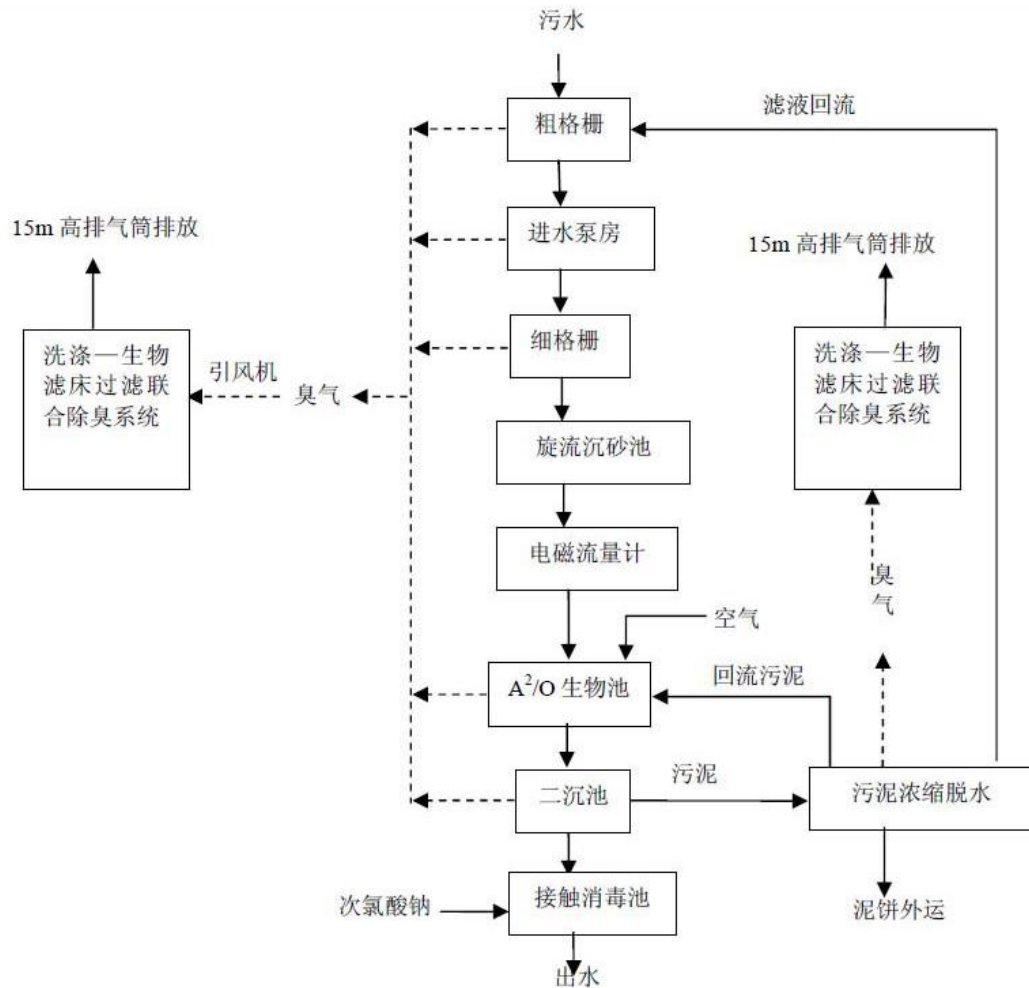 污水
粗格栅
滤液回流
15m 高排气筒排放
进水泵房
15m 高排气筒排放
细格栅
洗涤—生物
滤床过滤联
合除臭系统
引风机
臭气
洗涤—生物
滤床过滤联
合除臭系统
旋流沉砂池
电磁流量计
臭
气
空气
A²/O 生物池
回流污泥
二沉池
污泥
污泥浓缩脱水
次氯酸钠
接触消毒池
泥饼外运
出水